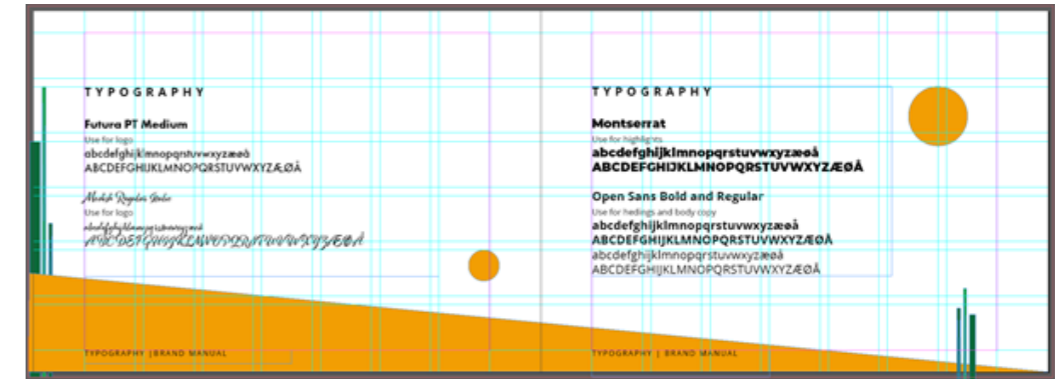 TYPOGRAPHY
Futura PT Medium
Use for logo
abcdefghijklmnopqrstuvwxyzæøå
ABCDEFGHIJKLMNOPQRSTUVWXYZÆØÅ
Use for logo
TYPOGRAPHY | BRAND MANUAL
TYPOGRAPHY
Montserrat
Use for highlights
abcdefghijklmnopqrstuvwxyzæøå
ABCDEFGHIJKLMNOPQRSTUVWXYZÆØÅ
Open Sans Bold and Regular
Use for hedings and body copy
abcdefghijklmnopqrstuvwxyzæøå
ABCDEFGHIJKLMNOPQRSTUVWXYZÆØÅ
abcdefghijklmnopqrstuvwxyzæøå
ABCDEFGHIJKLMNOPQRSTUVWXYZÆØÅ
TYPOGRAPHY | BRAND MANUAL